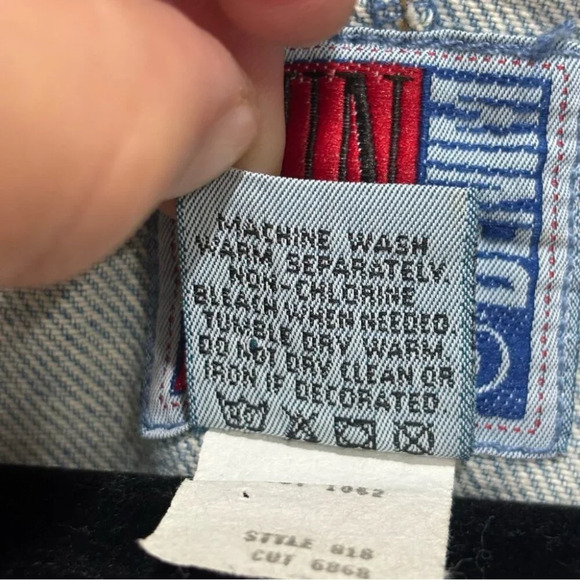 MACHINE WASH
WARM SEPARATELY.
NON-CHLORINE
BLEACH WHEN NEEDED.
TUMBLE DRY WARM
DO NOT DRY CLEAN OR
IRON IF DECORATED.
STYLE 818
CUT 6868